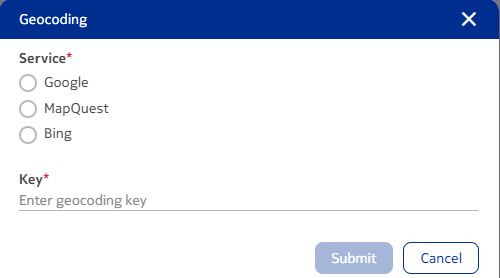 Geocoding
Service*
Google
MapQuest
Bing
Key*
Enter geocoding key
Submit Cancel